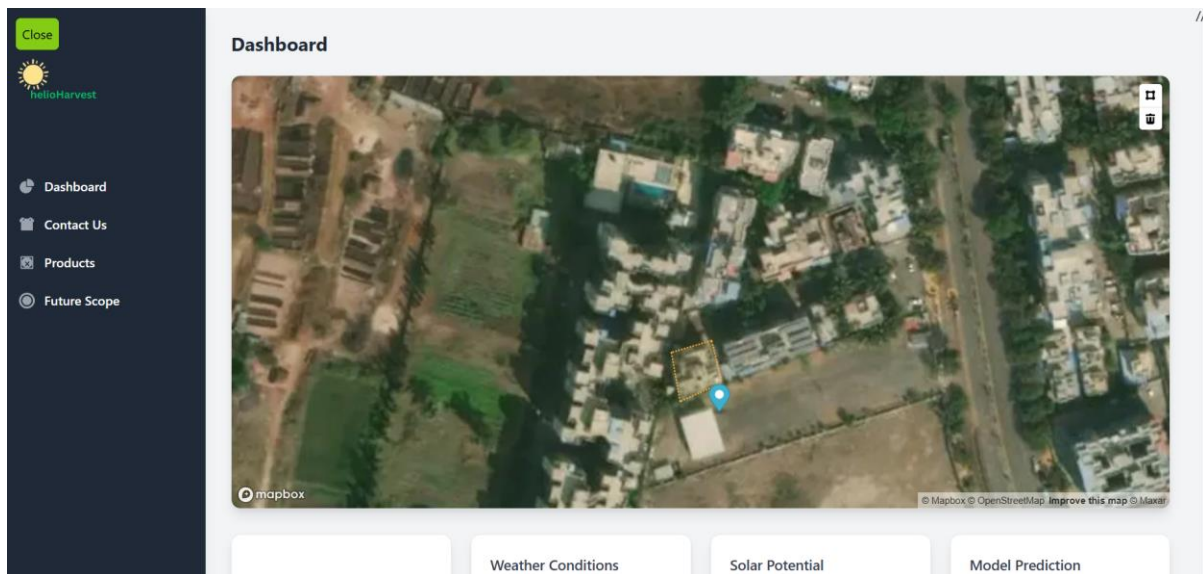 Close
helioHarvest
Dashboard
Contact Us
Products
Future Scope
Dashboard
mapbox
© Mapbox © OpenStreetMap Improve this map © Maxar
Weather Conditions
Solar Potential
Model Prediction
//